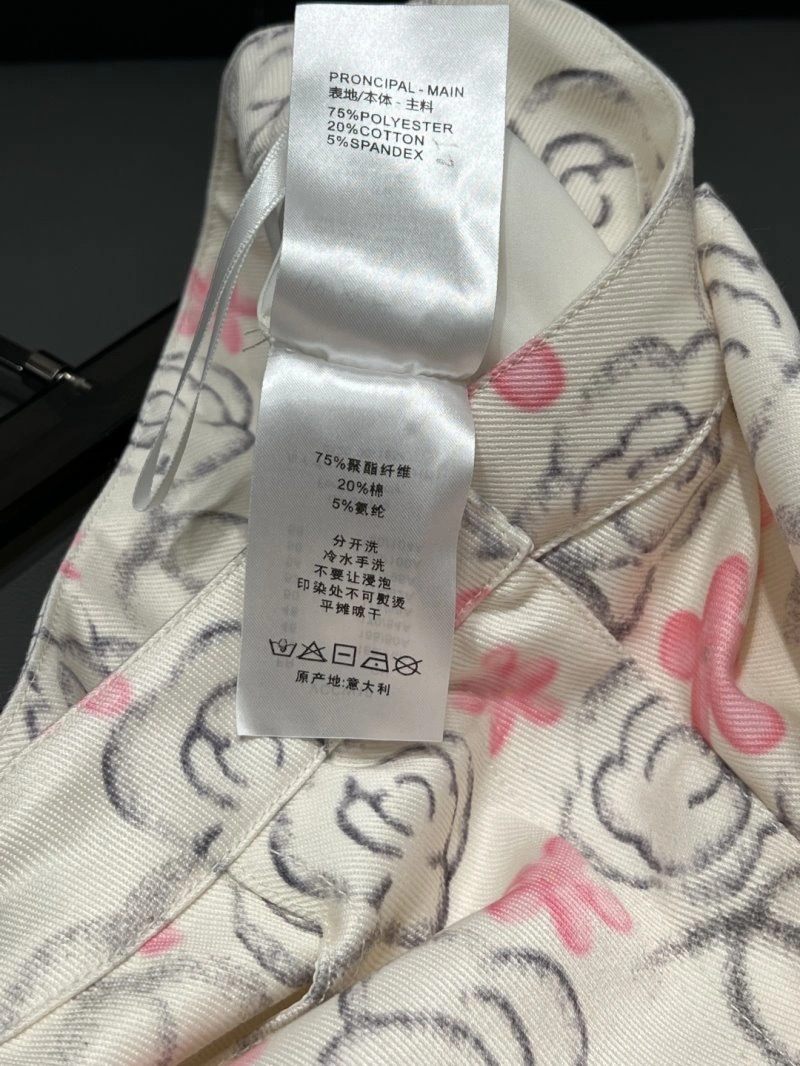 PRONCIPAL - MAIN
表地/本体 - 主料
75%POLYESTER
20%COTTON
5%SPANDEX
75%聚酯纤维
20%棉
5%氨纶
分开洗
冷水手洗
不要让浸泡
印染处不可熨烫
平摊晾干
原产地:意大利